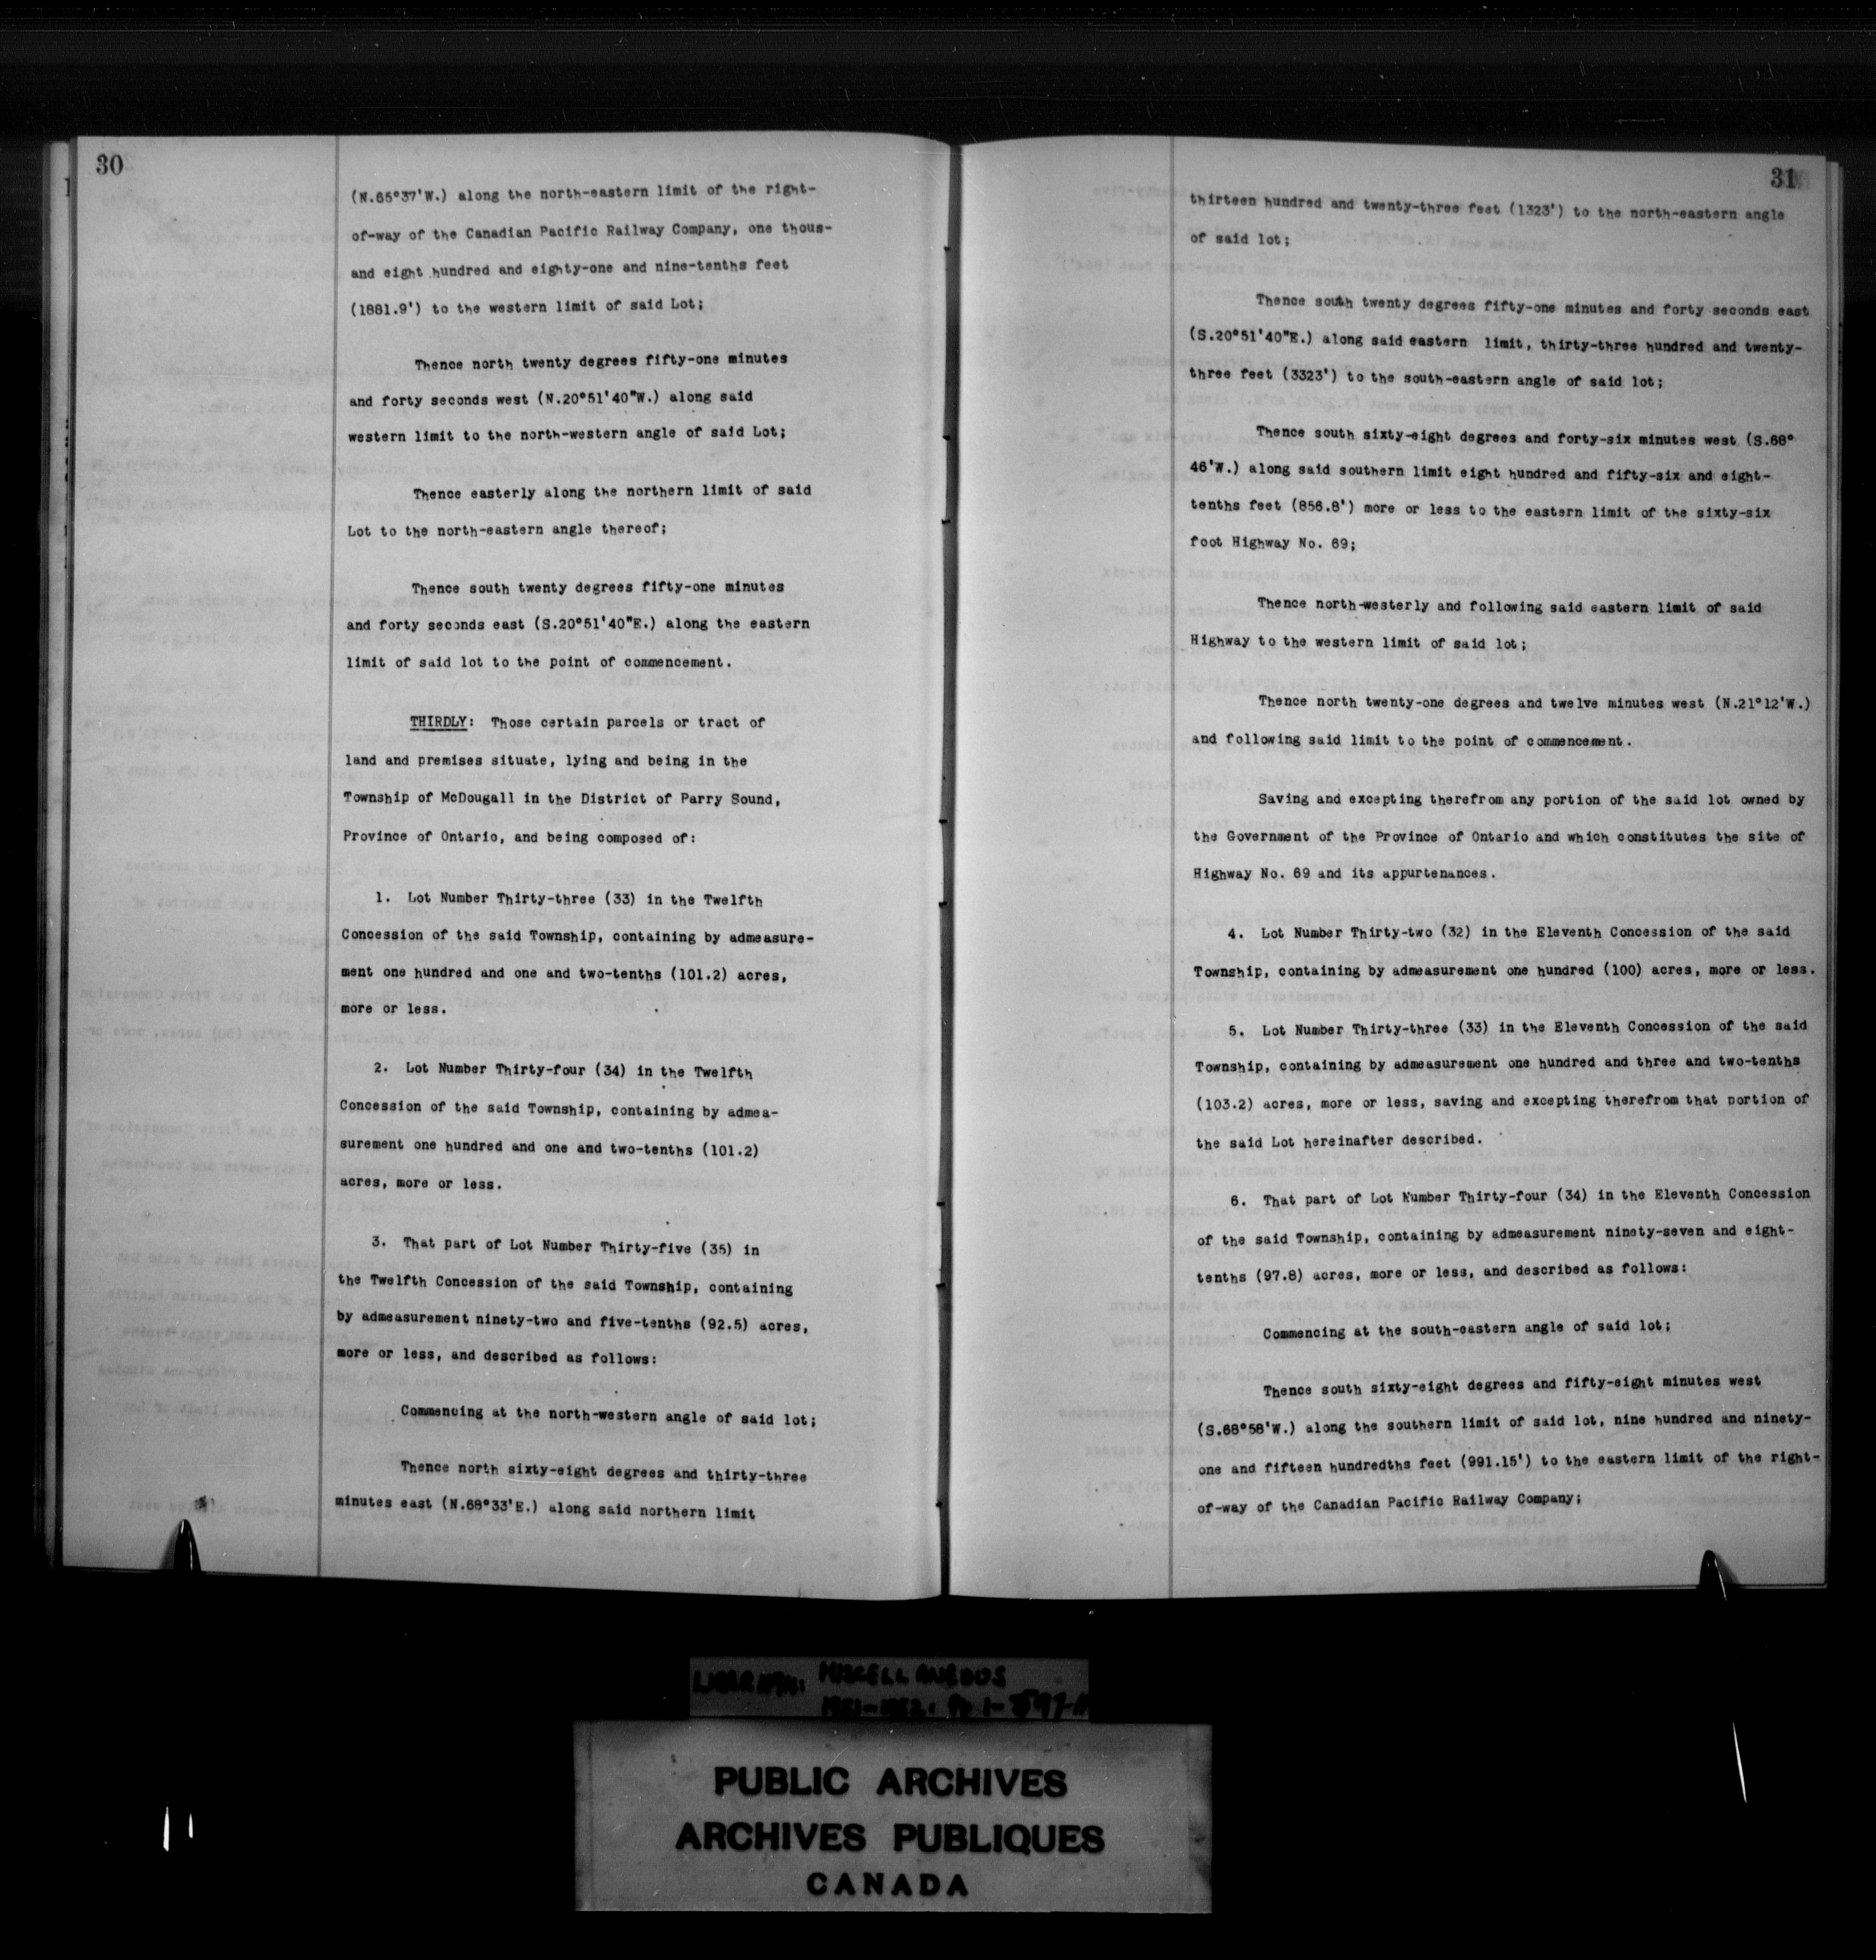 30
(N.65°37'W.) along the north-eastern limit of the right-
of-way of the Canadian Pacific Railway Company, one thous-
and eight hundred and eighty-one and nine-tenths feet
(1881.9') to the western limit of said Lot;
Thence north twenty degrees fifty-one minutes
and forty seconds west (N.20°51'40"W.) along said
western limit to the north-western angle of said Lot;
Thence easterly along the northern limit of said
Lot to the north-eastern angle thereof;
Thence south twenty degrees fifty-one minutes
and forty seconds east (S.20°51'40"E.) along the eastern
limit of said lot to the point of commencement.
THIRDLY: Those certain parcels or tract of
land and premises situate, lying and being in the
Township of McDougall in the District of Parry Sound,
Province of Ontario, and being composed of:
1. Lot Number Thirty-three (33) in the Twelfth
Concession of the said Township, containing by admeasure-
ment one hundred and one and two-tenths (101.2) acres,
more or less.
2. Lot Number Thirty-four (34) in the Twelfth
Concession of the said Township, containing by admea-
surement one hundred and one and two-tenths (101.2)
acres, more or less.
3. That part of Lot Number Thirty-five (35) in
the Twelfth Concession of the said Township, containing
by admeasurement ninety-two and five-tenths (92.5) acres,
more or less, and described as follows:
Commencing at the north-western angle of said lot;
Thence north sixty-eight degrees and thirty-three
minutes east (N.68°33'E.) along said northern limit
31
thirteen hundred and twenty-three feet (1323') to the north-eastern angle
of said lot;
Thence south twenty degrees fifty-one minutes and forty seconds east
(S.20°51'40"E.) along said eastern limit, thirty-three hundred and twenty-
three feet (3323') to the south-eastern angle of said lot;
Thence south sixty-eight degrees and forty-six minutes west (S.68°
46'W.) along said southern limit eight hundred and fifty-six and eight-
tenths feet (856.8') more or less to the eastern limit of the sixty-six
foot Highway No. 69;
Thence north-westerly and following said eastern limit of said
Highway to the western limit of said lot;
Thence north twenty-one degrees and twelve minutes west (N.21°12'W.)
and following said limit to the point of commencement.
Saving and excepting therefrom any portion of the said lot owned by
the Government of the Province of Ontario and which constitutes the site of
Highway No. 69 and its appurtenances.
4. Lot Number Thirty-two (32) in the Eleventh Concession of the said
Township, containing by admeasurement one hundred (100) acres, more or less.
5. Lot Number Thirty-three (33) in the Eleventh Concession of the said
Township, containing by admeasurement one hundred and three and two-tenths
(103.2) acres, more or less, saving and excepting therefrom that portion of
the said Lot hereinafter described.
6. That part of Lot Number Thirty-four (34) in the Eleventh Concession
of the said Township, containing by admeasurement ninety-seven and eight-
tenths (97.8) acres, more or less, and described as follows:
Commencing at the south-eastern angle of said lot;
Thence south sixty-eight degrees and fifty-eight minutes west
(S.68°58'W.) along the southern limit of said lot, nine hundred and ninety-
one and fifteen hundredths feet (991.15') to the eastern limit of the right-
of-way of the Canadian Pacific Railway Company;
MISCELLANEOUS
PUBLIC ARCHIVES
ARCHIVES PUBLIQUES
CANADA